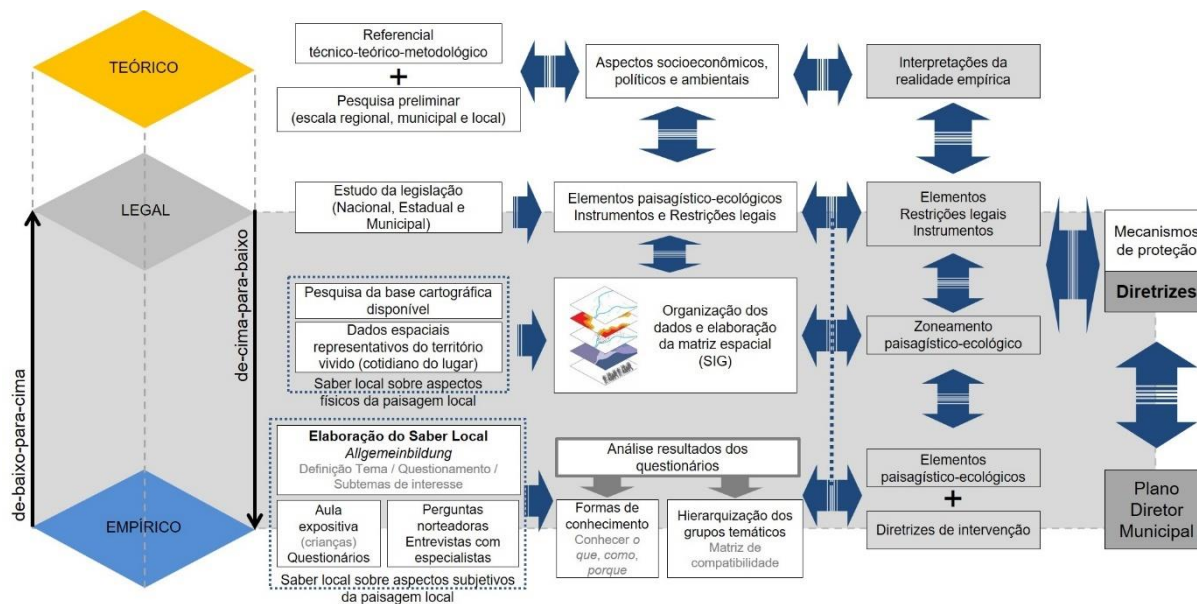 TEÓRICO
Referencial
técnico-teórico-metodológico
+
Pesquisa preliminar
(escala regional, municipal e local)
Aspectos socioeconômicos,
políticos e ambientais
Interpretações da
realidade empírica
LEGAL
Estudo da legislação
(Nacional, Estadual e
Municipal)
Elementos paisagístico-ecológicos
Instrumentos e Restrições legais
Elementos
Restrições legais
Instrumentos
Mecanismos
de proteção
Diretrizes
de-baixo-para-cima
de-cima-para-baixo
Pesquisa da base cartográfica
disponível
Dados espaciais
representativos do território
vivido (cotidiano do lugar)
Saber local sobre aspectos
físicos da paisagem local
Organização dos
dados e elaboração
da matriz espacial
(SIG)
Zoneamento
paisagístico-ecológico
EMPÍRICO
Elaboração do Saber Local
Allgemeinbildung
Definição Tema / Questionamento /
Subtemas de interesse
Aula
expositiva
(crianças)
Questionários
Perguntas
norteadoras
Entrevistas com
especialistas
Saber local sobre aspectos subjetivos
da paisagem local
Análise resultados dos
questionários
Formas de
conhecimento
Conhecer o
que, como,
porque
Hierarquização dos
grupos temáticos
Matriz de
compatibilidade
Elementos
paisagístico-ecológicos
+
Diretrizes de intervenção
Plano
Diretor
Municipal